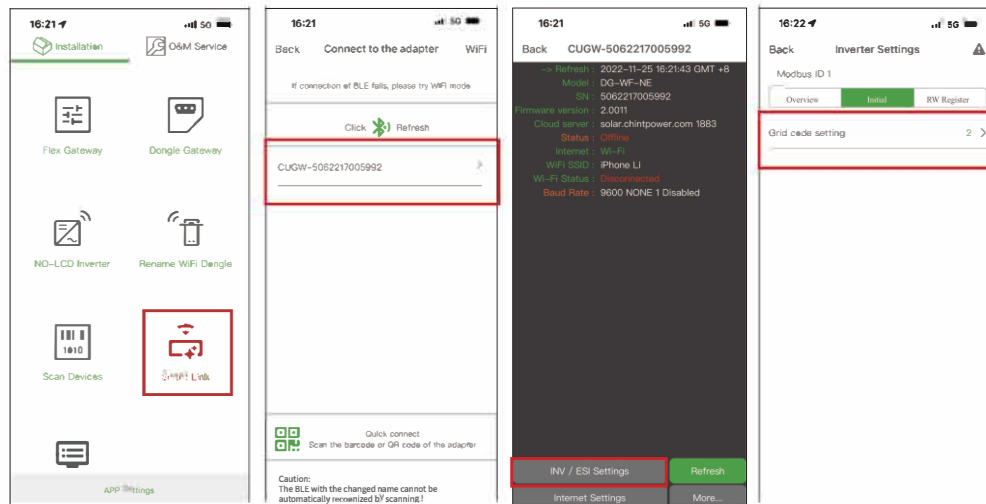 16:21
5G
Installation
O&M Service
Flex Gateway
Dongle Gateway
NO-LCD Inverter
Rename WiFi Dongle
Scan Devices
Link
APP
16:21
5G
Back Connect to the adapter WiFi
If connection of BLE fails, please try WiFi mode
Click Refresh
CUGW-5062217005992
Quick connect
Scan the barcode or QR code of the adapter
Caution:
The BLE with the changed name cannot be
automatically recognized by scanning!
16:21
5G
Back CUGW-5062217005992
-> Refresh : 2022-11-25 16:21:43 GMT +8
Model : DG-WF-NE
SN : 5062217005992
Firmware version : 2.0011
Cloud server : solar.chintpower.com 1883
Status : Offline
Internet : Wi-Fi
WiFi SSID : iPhone Li
Wi-Fi Status : Disconnected
Baud Rate : 9600 NONE 1 Disabled
INV / ESI Settings Refresh
Internet Settings More...
16:22
5G
Back Inverter Settings
Modbus ID 1
Overview Initial RW Register
Grid code setting 2 >